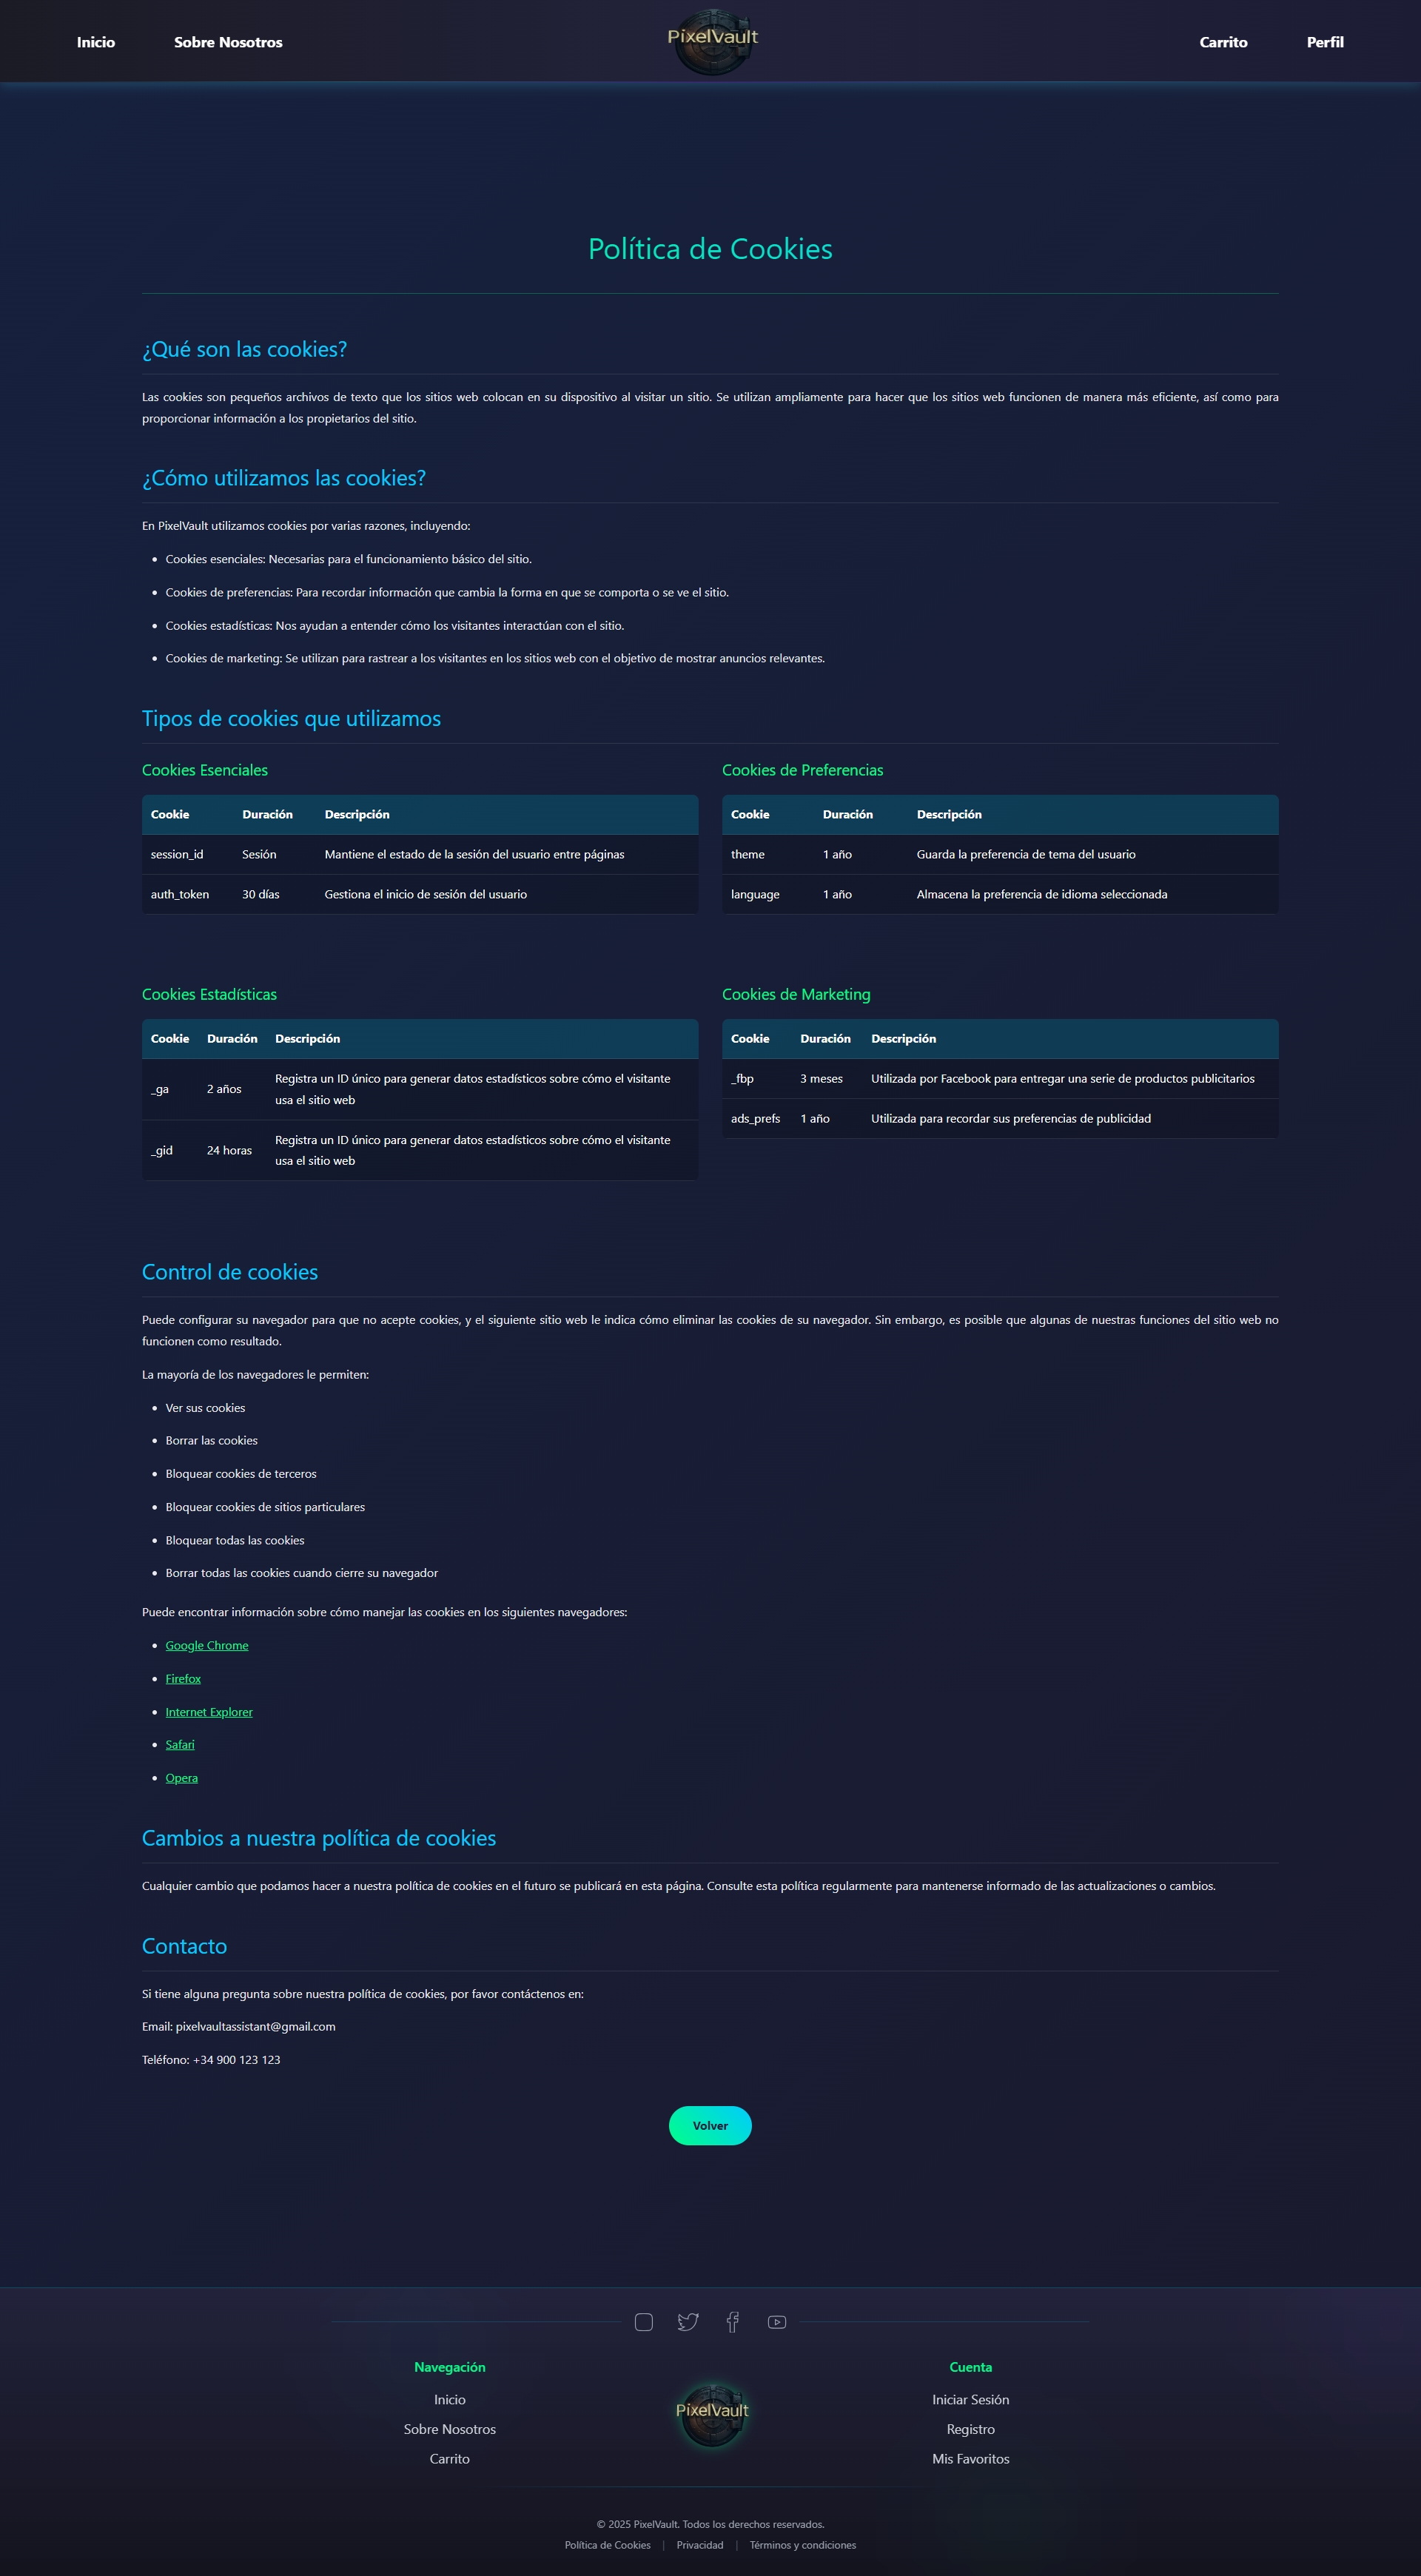 Inicio
Sobre Nosotros
PixelVault
Carrito
Perfil
Política de Cookies
¿Qué son las cookies?
Las cookies son pequeños archivos de texto que los sitios web colocan en su dispositivo al visitar un sitio. Se utilizan ampliamente para hacer que los sitios web funcionen de manera más eficiente, así como para
proporcionar información a los propietarios del sitio.
¿Cómo utilizamos las cookies?
En PixelVault utilizamos cookies por varias razones, incluyendo:
• Cookies esenciales: Necesarias para el funcionamiento básico del sitio.
• Cookies de preferencias: Para recordar información que cambia la forma en que se comporta o se ve el sitio.
• Cookies estadísticas: Nos ayudan a entender cómo los visitantes interactúan con el sitio.
• Cookies de marketing: Se utilizan para rastrear a los visitantes en los sitios web con el objetivo de mostrar anuncios relevantes.
Tipos de cookies que utilizamos
Cookies Esenciales
Cookie Duración Descripción
session_id Sesión Mantiene el estado de la sesión del usuario entre páginas
auth_token 30 días Gestiona el inicio de sesión del usuario
Cookies de Preferencias
Cookie Duración Descripción
theme 1 año Guarda la preferencia de tema del usuario
language 1 año Almacena la preferencia de idioma seleccionada
Cookies Estadísticas
Cookie Duración Descripción
_ga 2 años Registra un ID único para generar datos estadísticos sobre cómo el visitante
usa el sitio web
_gid 24 horas Registra un ID único para generar datos estadísticos sobre cómo el visitante
usa el sitio web
Cookies de Marketing
Cookie Duración Descripción
_fbp 3 meses Utilizada por Facebook para entregar una serie de productos publicitarios
ads_prefs 1 año Utilizada para recordar sus preferencias de publicidad
Control de cookies
Puede configurar su navegador para que no acepte cookies, y el siguiente sitio web le indica cómo eliminar las cookies de su navegador. Sin embargo, es posible que algunas de nuestras funciones del sitio web no
funcionen como resultado.
La mayoría de los navegadores le permiten:
• Ver sus cookies
• Borrar las cookies
• Bloquear cookies de terceros
• Bloquear cookies de sitios particulares
• Bloquear todas las cookies
• Borrar todas las cookies cuando cierre su navegador
Puede encontrar información sobre cómo manejar las cookies en los siguientes navegadores:
• Google Chrome
• Firefox
• Internet Explorer
• Safari
• Opera
Cambios a nuestra política de cookies
Cualquier cambio que podamos hacer a nuestra política de cookies en el futuro se publicará en esta página. Consulte esta política regularmente para mantenerse informado de las actualizaciones o cambios.
Contacto
Si tiene alguna pregunta sobre nuestra política de cookies, por favor contáctenos en:
Email: pixelvaultassistant@gmail.com
Teléfono: +34 900 123 123
Volver
Navegación
Inicio
Sobre Nosotros
Carrito
PixelVault
Cuenta
Iniciar Sesión
Registro
Mis Favoritos
© 2025 PixelVault. Todos los derechos reservados.
Política de Cookies | Privacidad | Términos y condiciones